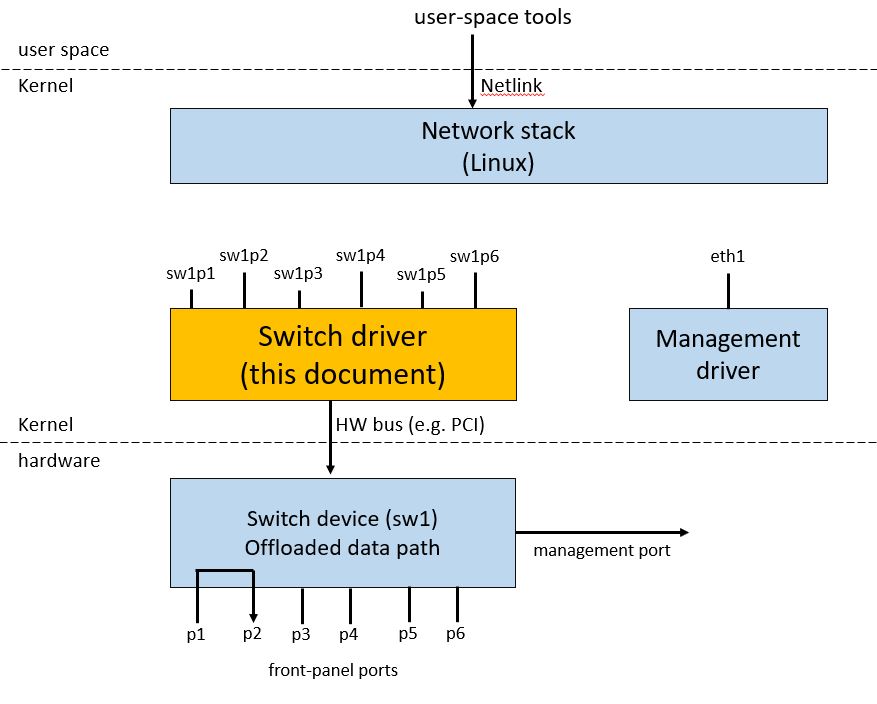 user-space tools
user space
Kernel
Netlink
Network stack
(Linux)
sw1p1
sw1p2
sw1p3
sw1p4
sw1p5
sw1p6
eth1
Switch driver
(this document)
Management
driver
Kernel
HW bus (e.g. PCI)
hardware
Switch device (sw1)
Offloaded data path
management port
p1
p2
p3
p4
p5
p6
front-panel ports